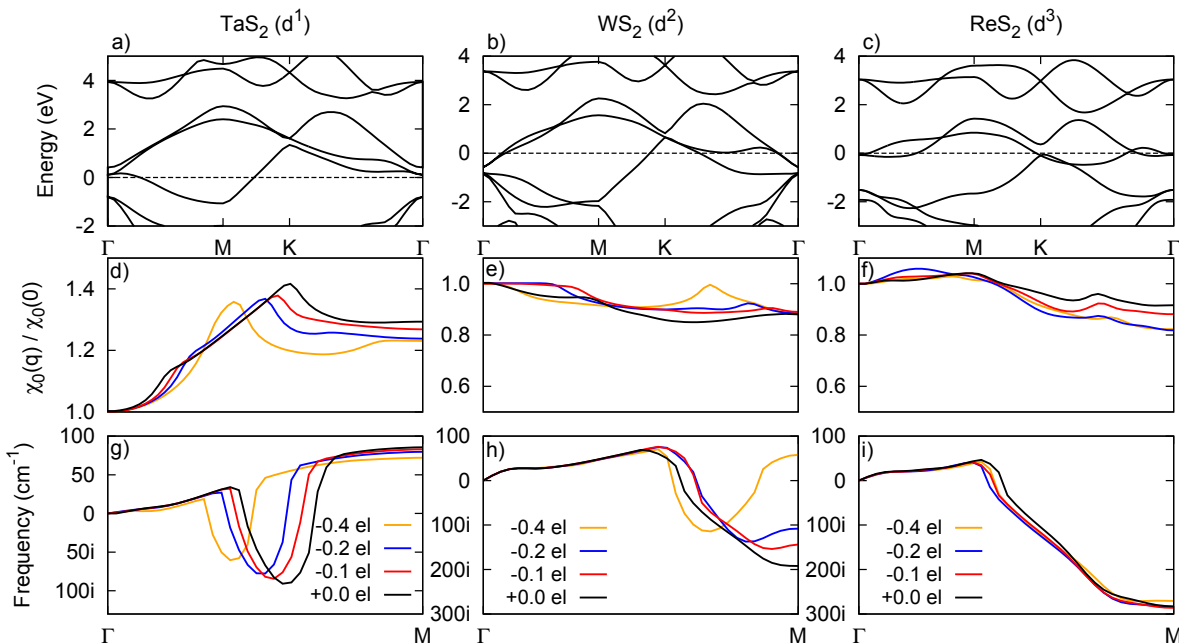 TaS2 (d1) WS2 (d2) ReS2 (d3)
a) b) c)
Energy (eV)
4
2
0
-2
4
2
0
-2
4
2
0
-2
Γ M K Γ Γ M K Γ Γ M K Γ
d) e) f)
χ0(q) / χ0(0)
1.4
1.2
1.0
1.0
0.8
0.6
1.0
0.8
0.6
g) h) i)
Frequency (cm-1)
100
50
0
50i
100i
100
0
100i
200i
300i
100
0
100i
200i
300i
-0.4 el
-0.2 el
-0.1 el
+0.0 el
-0.4 el
-0.2 el
-0.1 el
+0.0 el
-0.4 el
-0.2 el
-0.1 el
+0.0 el
Γ M Γ M Γ M